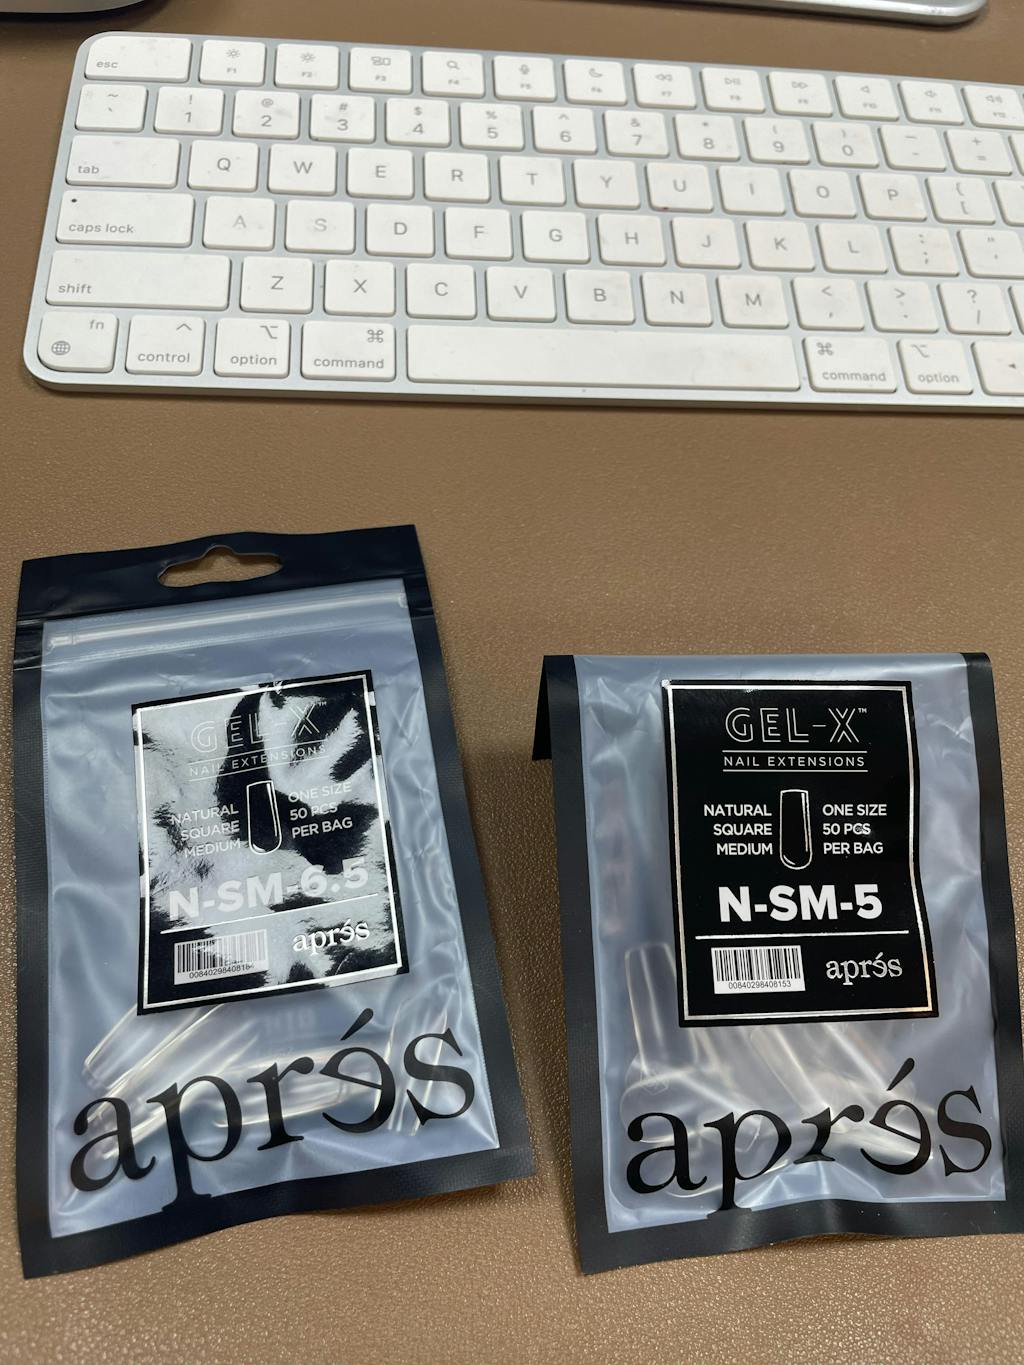 esc F1 F2 F3 F4 F5 F6 F7 F8 F9 F10 F11 F12
~ ` ! 1 @ 2 # 3 $ 4 % 5 ^ 6 & 7 * 8 ( 9 ) 0 _ - + =
tab Q W E R T Y U I O P { [
caps lock A S D F G H J K L : ; " '
shift Z X C V B N M < , > . ? /
fn control option command command option
GEL-X™
NAIL EXTENSIONS
NATURAL
SQUARE
MEDIUM
ONE SIZE
50 PCS
PER BAG
N-SM-6.5
aprés
aprés
GEL-X™
NAIL EXTENSIONS
NATURAL
SQUARE
MEDIUM
ONE SIZE
50 PCS
PER BAG
N-SM-5
00840298408153
aprés
aprés